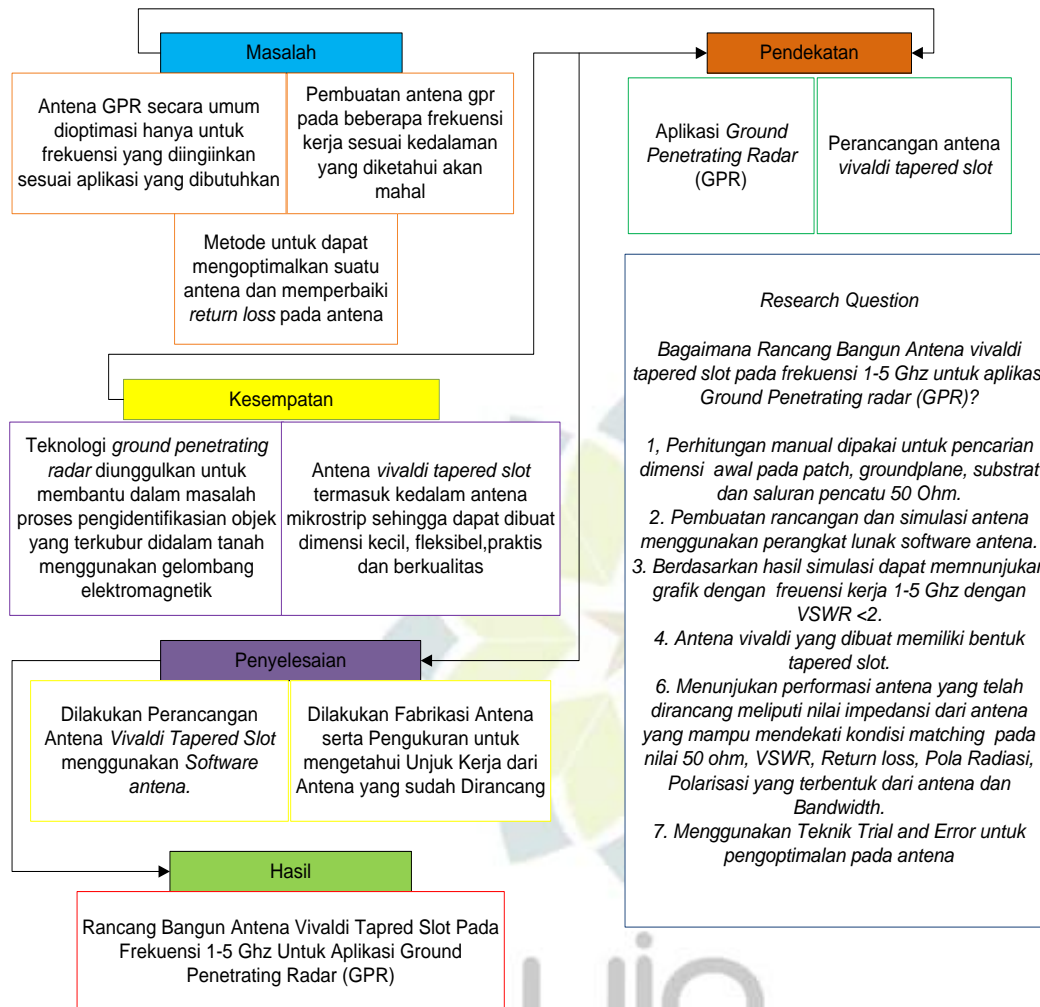 Masalah
Antena GPR secara umum
dioptimasi hanya untuk
frekuensi yang diingiinkan
sesuai aplikasi yang dibutuhkan
Pembuatan antena gpr
pada beberapa frekuensi
kerja sesuai kedalaman
yang diketahui akan
mahal
Metode untuk dapat
mengoptimalkan suatu
antena dan memperbaiki
return loss pada antena
Pendekatan
Aplikasi Ground
Penetrating Radar
(GPR)
Perancangan antena
vivaldi tapered slot
Kesempatan
Teknologi ground penetrating
radar diunggulkan untuk
membantu dalam masalah
proses pengidentifikasian objek
yang terkubur didalam tanah
menggunakan gelombang
elektromagnetik
Antena vivaldi tapered slot
termasuk kedalam antena
mikrostrip sehingga dapat dibuat
dimensi kecil, fleksibel,praktis
dan berkualitas
Penyelesaian
Dilakukan Perancangan
Antena Vivaldi Tapered Slot
menggunakan Software
antena.
Dilakukan Fabrikasi Antena
serta Pengukuran untuk
mengetahui Unjuk Kerja dari
Antena yang sudah Dirancang
Hasil
Rancang Bangun Antena Vivaldi Tapred Slot Pada
Frekuensi 1-5 Ghz Untuk Aplikasi Ground
Penetrating Radar (GPR)
Research Question
Bagaimana Rancang Bangun Antena vivaldi
tapered slot pada frekuensi 1-5 Ghz untuk aplikas
Ground Penetrating radar (GPR)?
1, Perhitungan manual dipakai untuk pencarian
dimensi awal pada patch, groundplane, substrat
dan saluran pencatu 50 Ohm.
2. Pembuatan rancangan dan simulasi antena
menggunakan perangkat lunak software antena.
3. Berdasarkan hasil simulasi dapat memnunjukan
grafik dengan freuensi kerja 1-5 Ghz dengan
VSWR <2.
4. Antena vivaldi yang dibuat memiliki bentuk
tapered slot.
6. Menunjukan performasi antena yang telah
dirancang meliputi nilai impedansi dari antena
yang mampu mendekati kondisi matching pada
nilai 50 ohm, VSWR, Return loss, Pola Radiasi,
Polarisasi yang terbentuk dari antena dan
Bandwidth.
7. Menggunakan Teknik Trial and Error untuk
pengoptimalan pada antena